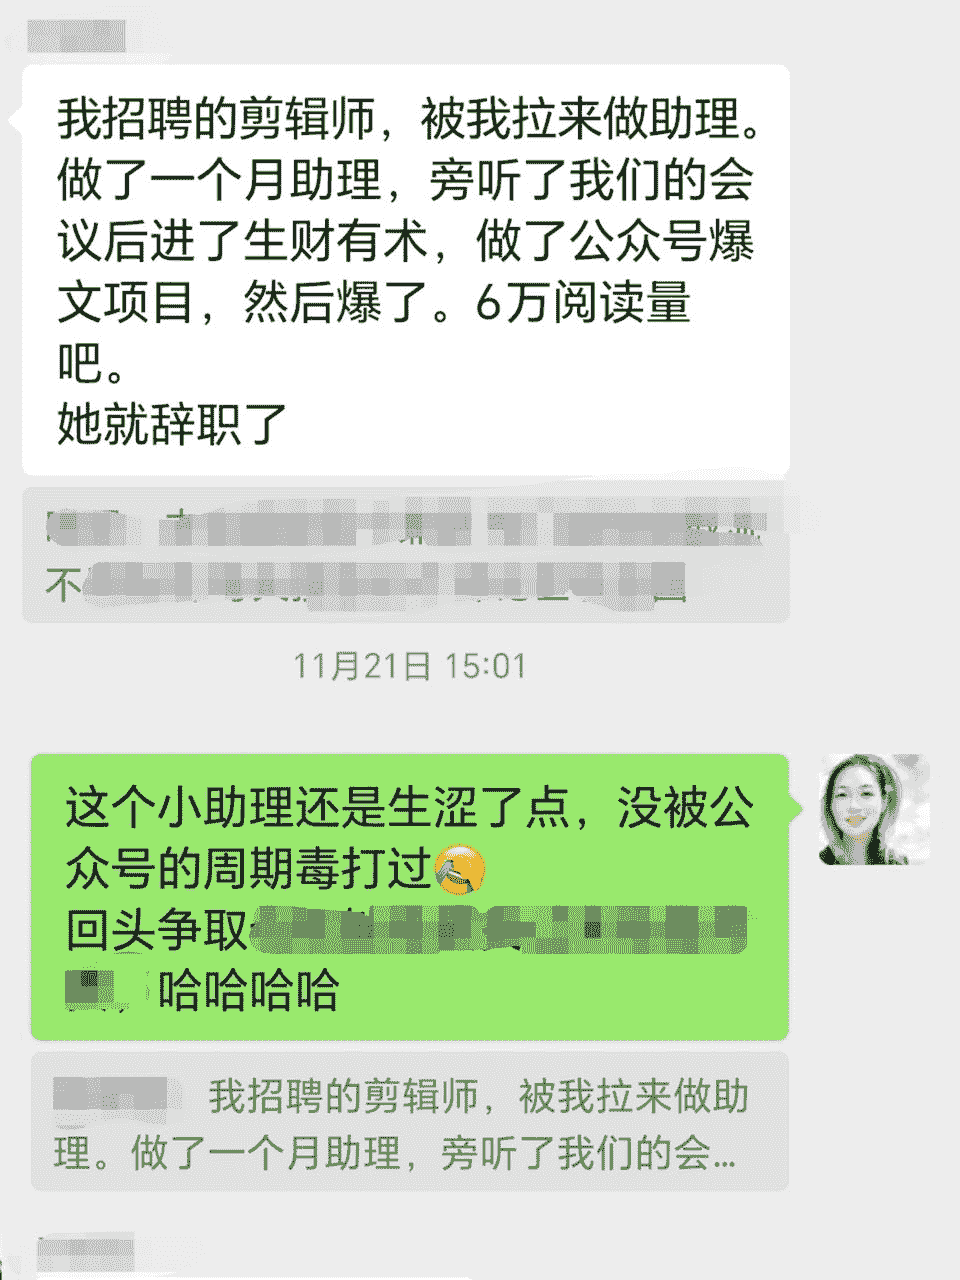 我招聘的剪辑师，被我拉来做助理。
做了一个月助理，旁听了我们的会
议后进了生财有术，做了公众号爆
文项目，然后爆了。6万阅读量
吧。
她就辞职了
不
11月21日 15:01
这个小助理还是生涩了点，没被公
众号的周期毒打过
回头争取
哈哈哈哈
我招聘的剪辑师，被我拉来做助
理。做了一个月助理，旁听了我们的会...